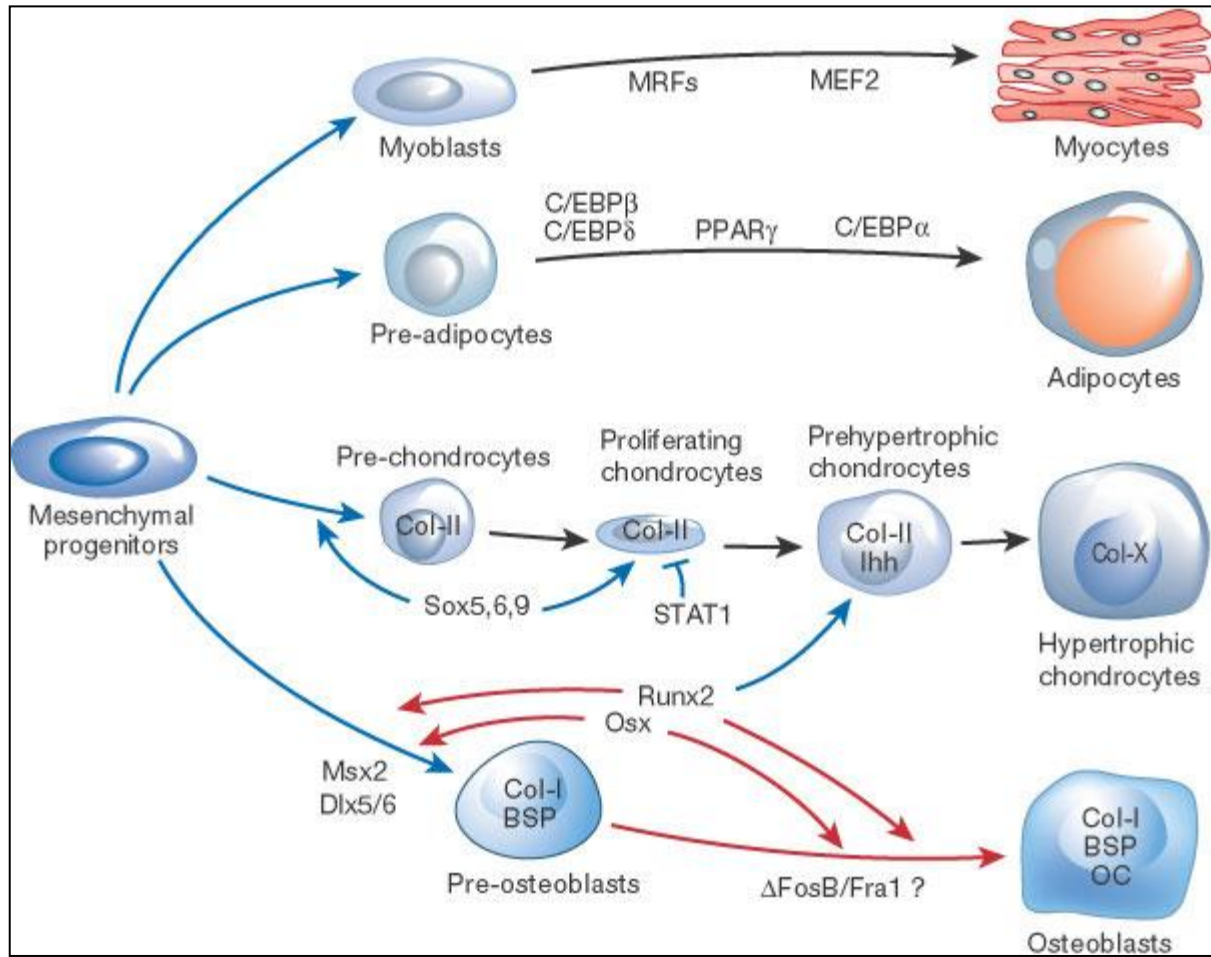 MRFs
MEF2
Myoblasts
Myocytes
C/EBPβ
C/EBPδ
PPARγ
C/EBPα
Pre-adipocytes
Adipocytes
Mesenchymal
progenitors
Pre-chondrocytes
Proliferating
chondrocytes
Prehypertrophic
chondrocytes
Col-II
Col-II
Col-II
Ihh
Col-X
Sox5,6,9
STAT1
Hypertrophic
chondrocytes
Runx2
Osx
Msx2
Dlx5/6
Col-I
BSP
Pre-osteoblasts
ΔFosB/Fra1 ?
Col-I
BSP
OC
Osteoblasts